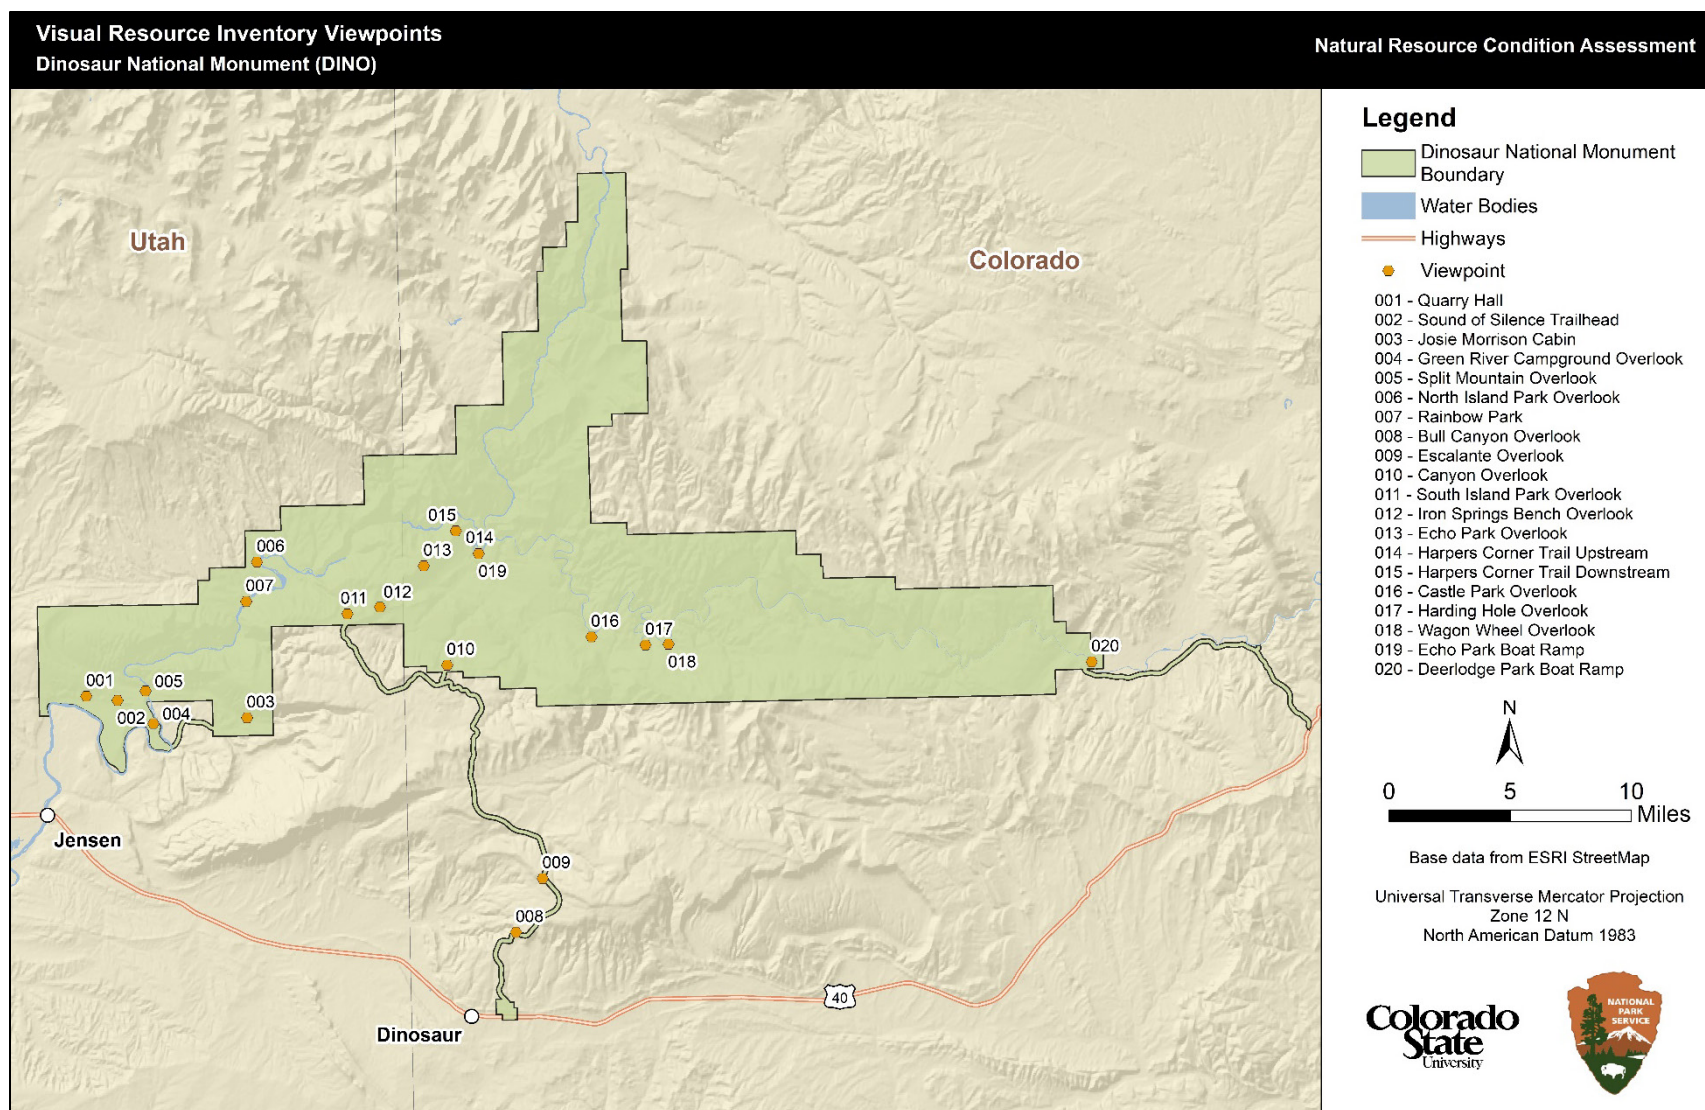 Visual Resource Inventory Viewpoints
Dinosaur National Monument (DINO)
Natural Resource Condition Assessment
Utah
Colorado
015
014
006
013
019
007
011
012
016
017
018
010
020
001
005
002
004
003
Jensen
009
008
40
Dinosaur
Legend
Dinosaur National Monument
Boundary
Water Bodies
Highways
Viewpoint
001 - Quarry Hall
002 - Sound of Silence Trailhead
003 - Josie Morrison Cabin
004 - Green River Campground Overlook
005 - Split Mountain Overlook
006 - North Island Park Overlook
007 - Rainbow Park
008 - Bull Canyon Overlook
009 - Escalante Overlook
010 - Canyon Overlook
011 - South Island Park Overlook
012 - Iron Springs Bench Overlook
013 - Echo Park Overlook
014 - Harpers Corner Trail Upstream
015 - Harpers Corner Trail Downstream
016 - Castle Park Overlook
017 - Harding Hole Overlook
018 - Wagon Wheel Overlook
019 - Echo Park Boat Ramp
020 - Deerlodge Park Boat Ramp
N
0 5 10
Miles
Base data from ESRI StreetMap
Universal Transverse Mercator Projection
Zone 12 N
North American Datum 1983
Colorado
State
University
NATIONAL
PARK
SERVICE